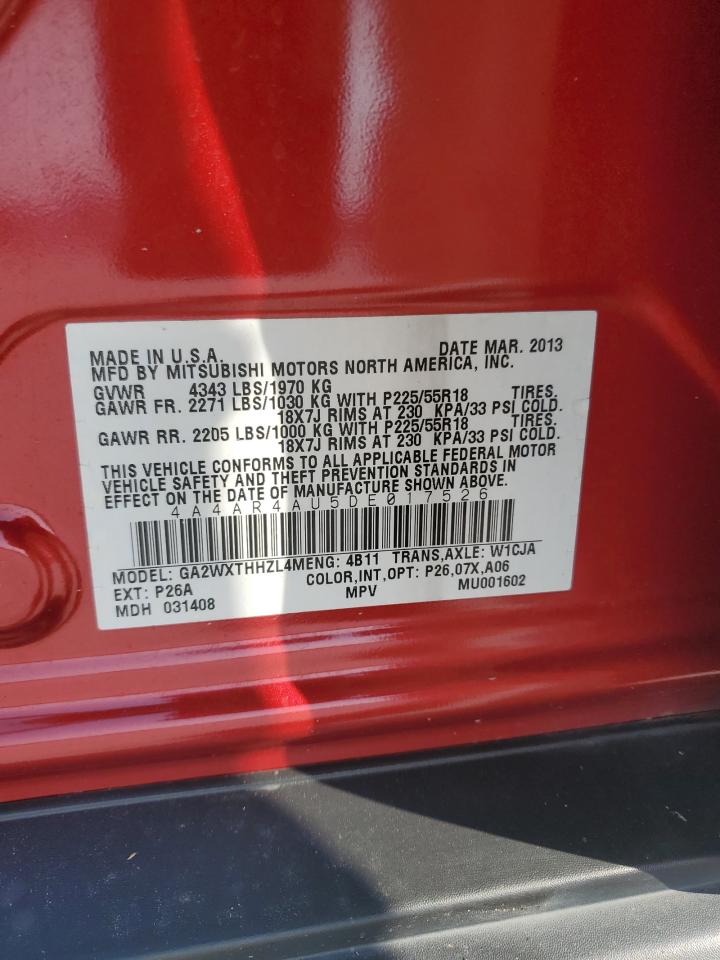 MADE IN U.S.A. DATE MAR. 2013
MFD BY MITSUBISHI MOTORS NORTH AMERICA, INC.
GVWR 4343 LBS/1970 KG
GAWR FR. 2271 LBS/1030 KG WITH P225/55R18 TIRES.
18X7J RIMS AT 230 KPA/33 PSI COLD.
GAWR RR. 2205 LBS/1000 KG WITH P225/55R18 TIRES.
18X7J RIMS AT 230 KPA/33 PSI COLD.
THIS VEHICLE CONFORMS TO ALL APPLICABLE FEDERAL MOTOR
VEHICLE SAFETY AND THEFT PREVENTION STANDARDS IN
EFFECT ON THE DATE OF MANUFACTURE SHOWN ABOVE.
4A4AR4AU5DE017526
MODEL: GA2WXTHHZL4MENG: 4B11 TRANS,AXLE: W1CJA
EXT: P26A COLOR,INT,OPT: P26,07X,A06
MDH 031408 MPV MU001602